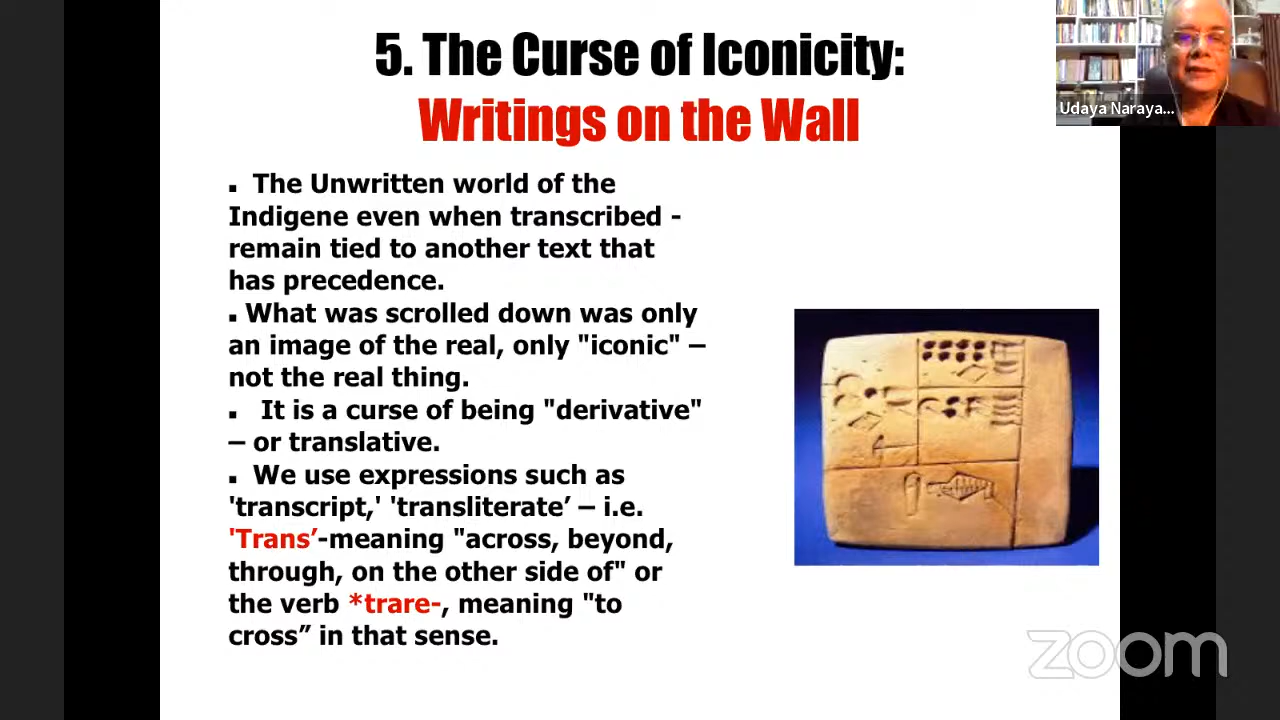 5. The Curse of Iconicity:
Writings on the Wall
Udaya Naraya...
▪ The Unwritten world of the
Indigene even when transcribed -
remain tied to another text that
has precedence.
▪ What was scrolled down was only
an image of the real, only "iconic" –
not the real thing.
▪ It is a curse of being "derivative"
– or translative.
▪ We use expressions such as
'transcript,' 'transliterate’ – i.e.
'Trans’-meaning "across, beyond,
through, on the other side of" or
the verb *trare-, meaning "to
cross” in that sense.
zoom